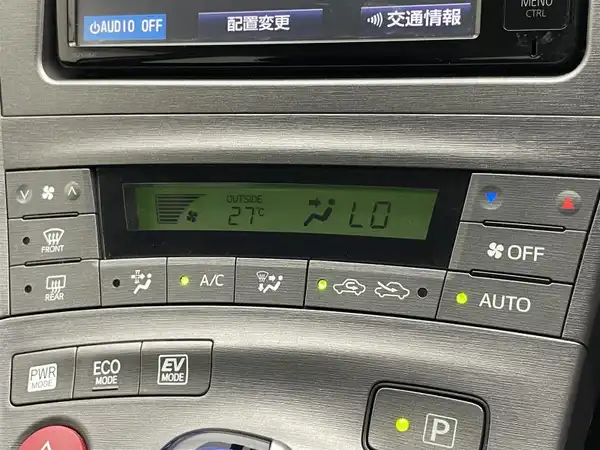 AUDIO OFF
配置変更
交通情報
MENU
CTRL
OUTSIDE
27℃
LO
FRONT
OFF
REAR
A/C
AUTO
PWR
MODE
ECO
MODE
EV
MODE
P